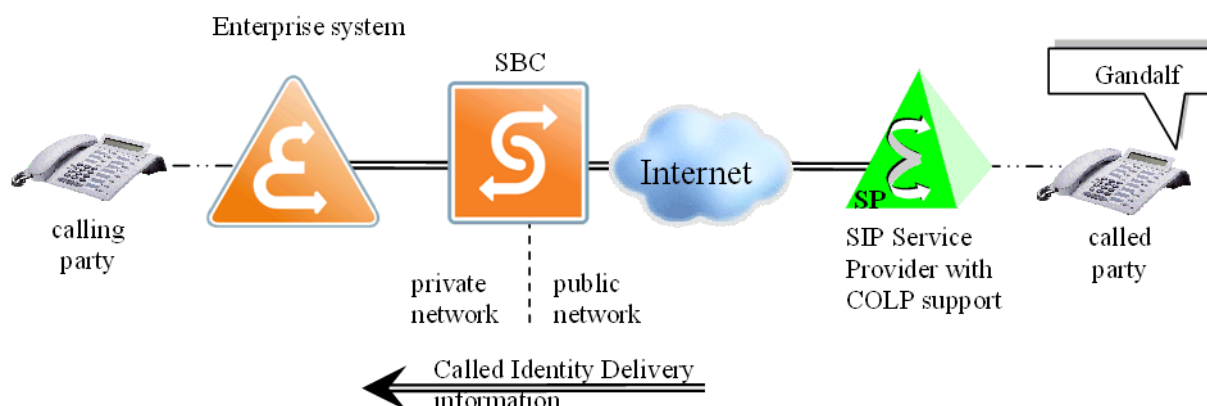 Enterprise system
SBC
Gandalf
Internet
SP
calling
party
SIP Service
Provider with
COLP support
called
party
private
network
public
network
Called Identity Delivery
information